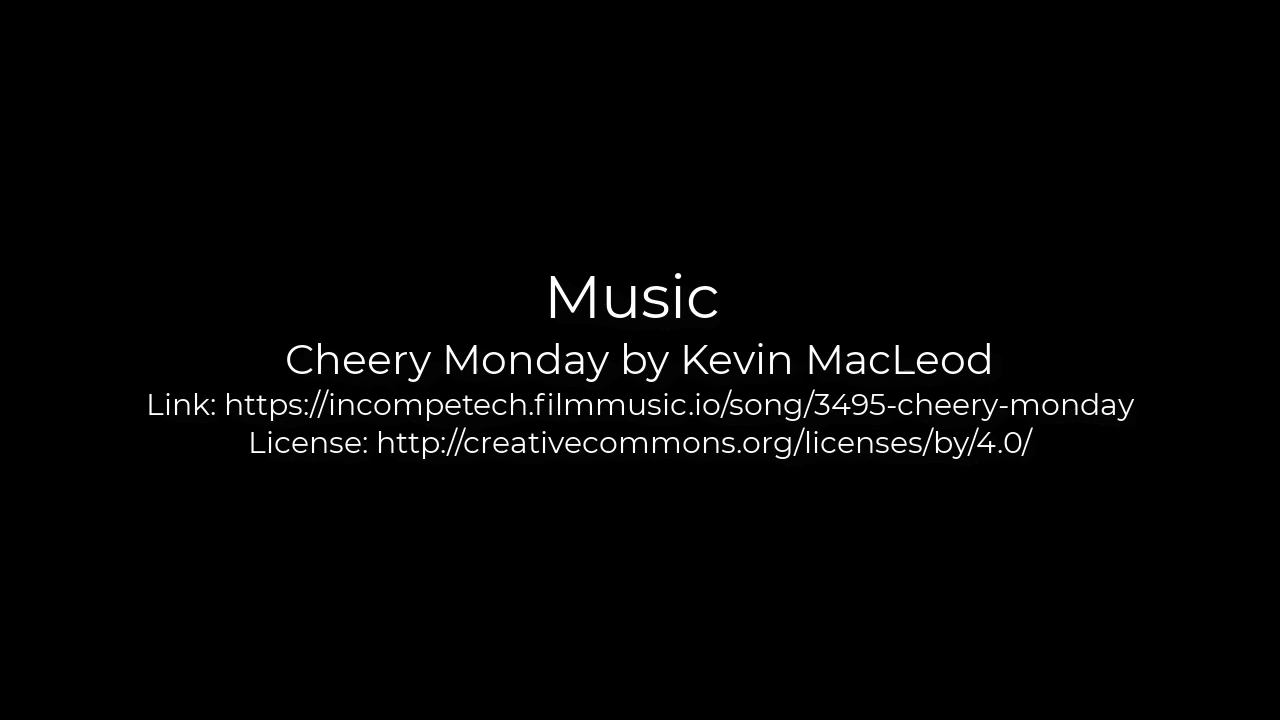 Music
Cheery Monday by Kevin MacLeod
Link: https://incompetech.filmmusic.io/song/3495-cheery-monday
License: http://creativecommons.org/licenses/by/4.0/